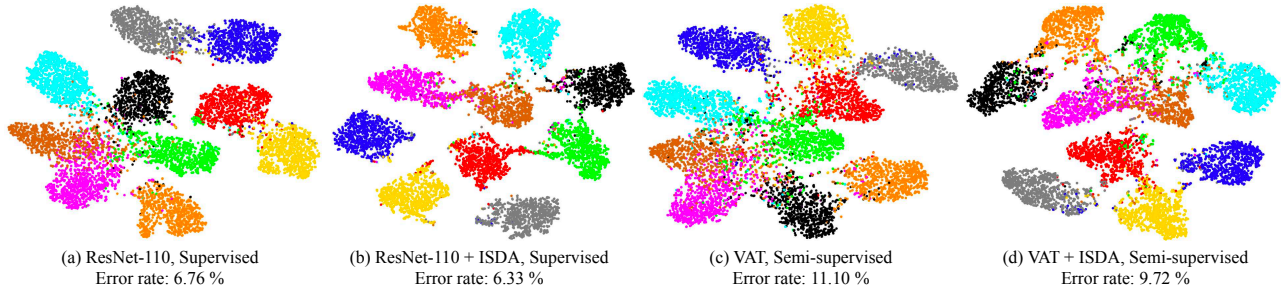 (a) ResNet-110, Supervised
Error rate: 6.76 %
(b) ResNet-110 + ISDA, Supervised
Error rate: 6.33 %
(c) VAT, Semi-supervised
Error rate: 11.10 %
(d) VAT + ISDA, Semi-supervised
Error rate: 9.72 %